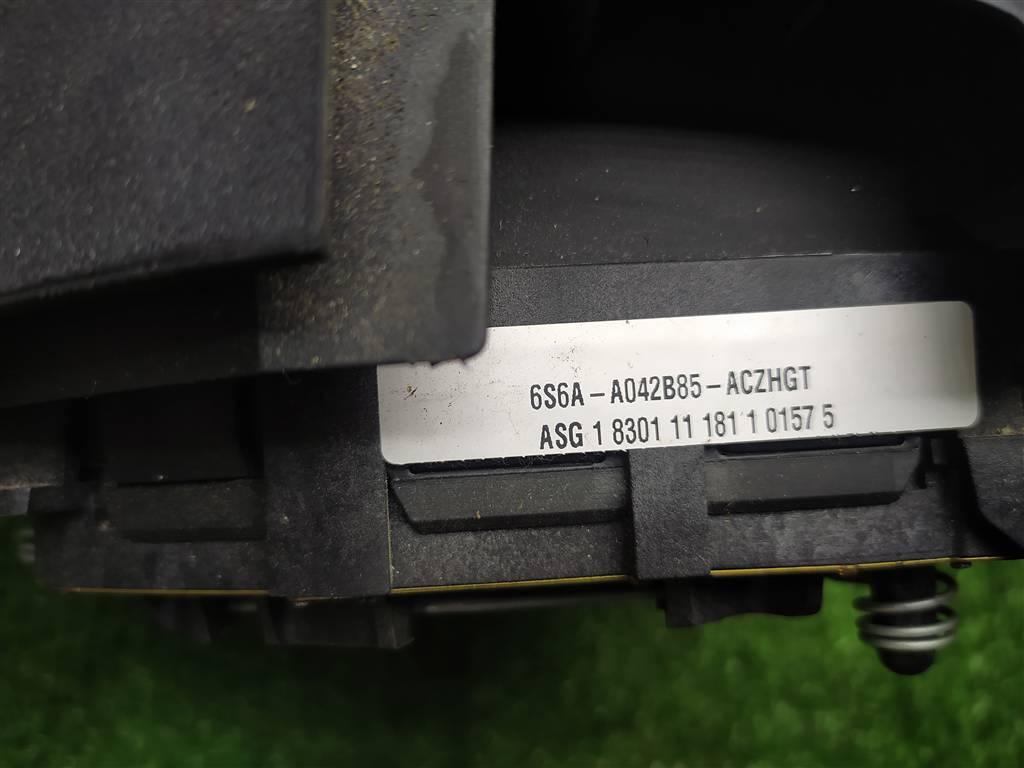 6S6A-A042B85-ACZHGT
ASG 1 8301 11 181 1 0157 5